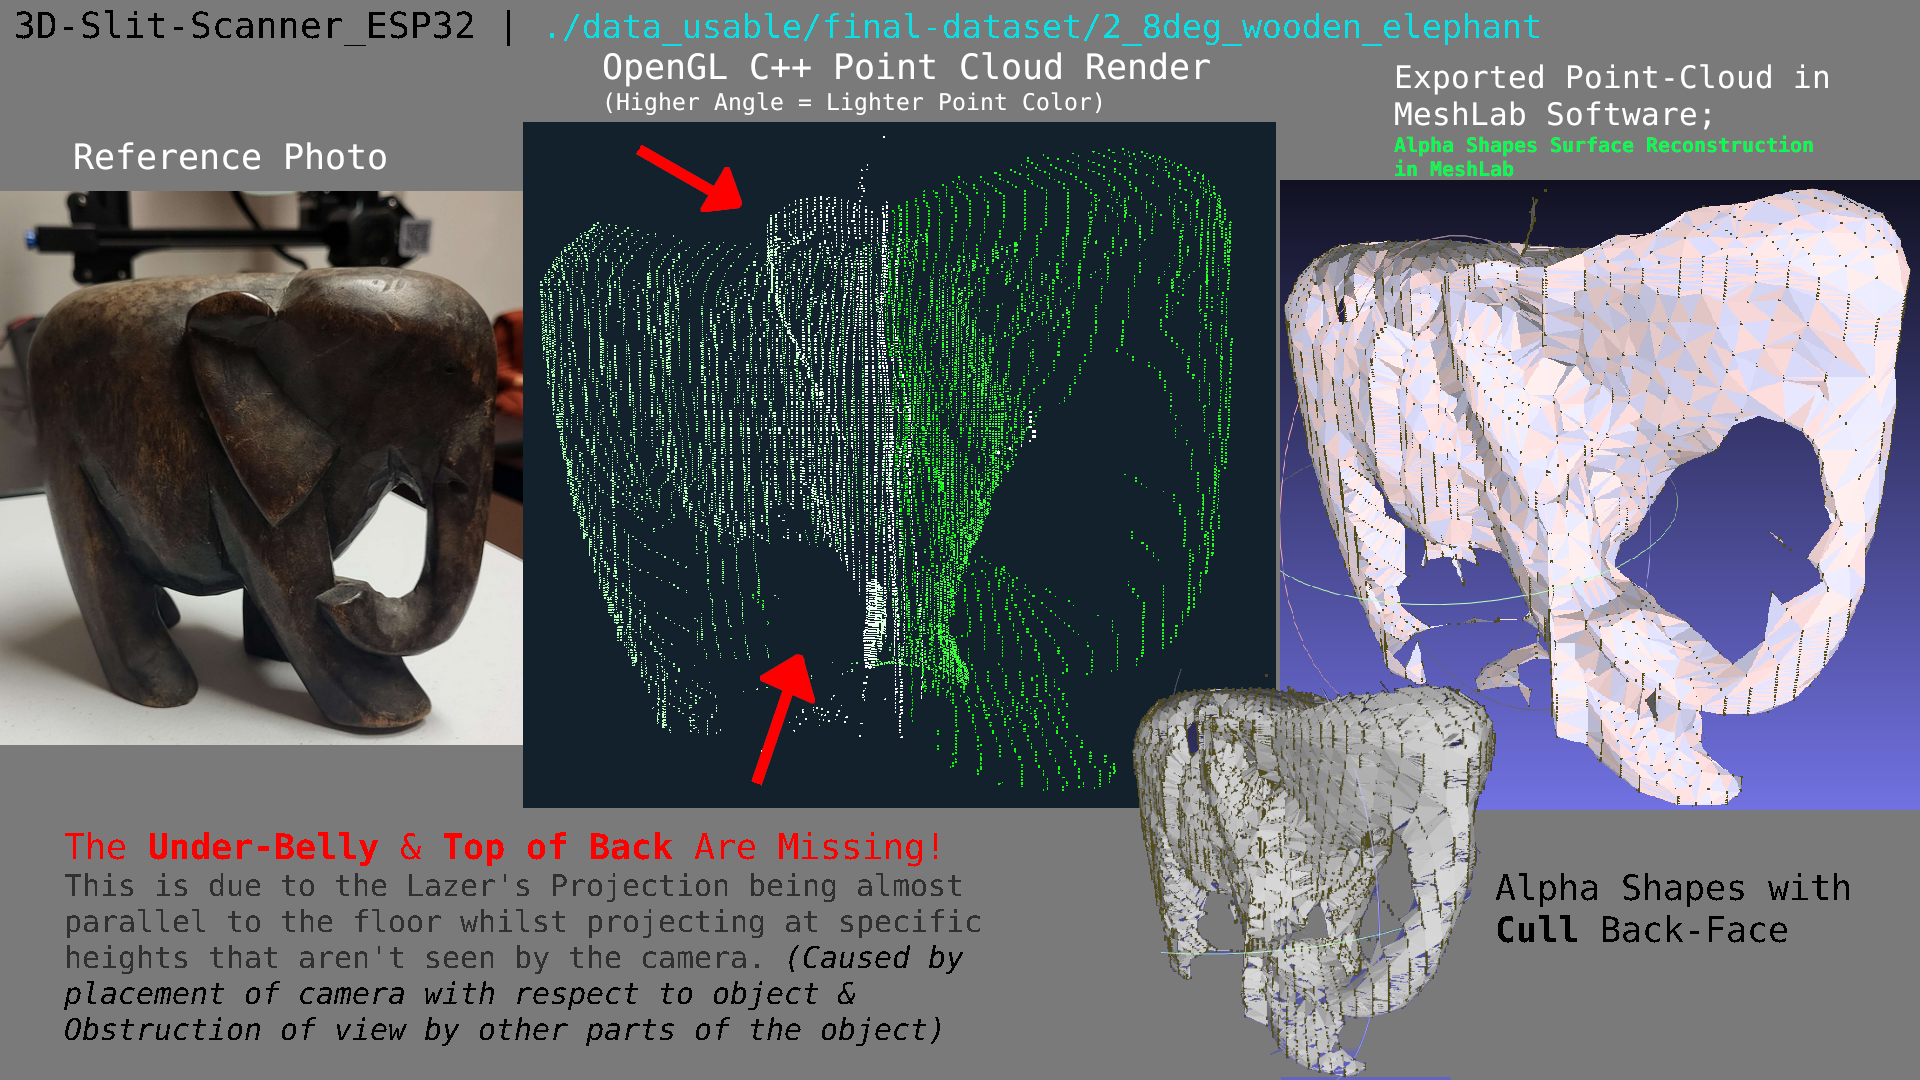 3D-Slit-Scanner_ESP32 | ./data_usable/final-dataset/2_8deg_wooden_elephant
OpenGL C++ Point Cloud Render
(Higher Angle = Lighter Point Color)
Exported Point-Cloud in
MeshLab Software;
Alpha Shapes Surface Reconstruction
in MeshLab
Reference Photo
The Under-Belly & Top of Back Are Missing!
This is due to the Lazer's Projection being almost
parallel to the floor whilst projecting at specific
heights that aren't seen by the camera. (Caused by
placement of camera with respect to object &
Obstruction of view by other parts of the object)
Alpha Shapes with
Cull Back-Face